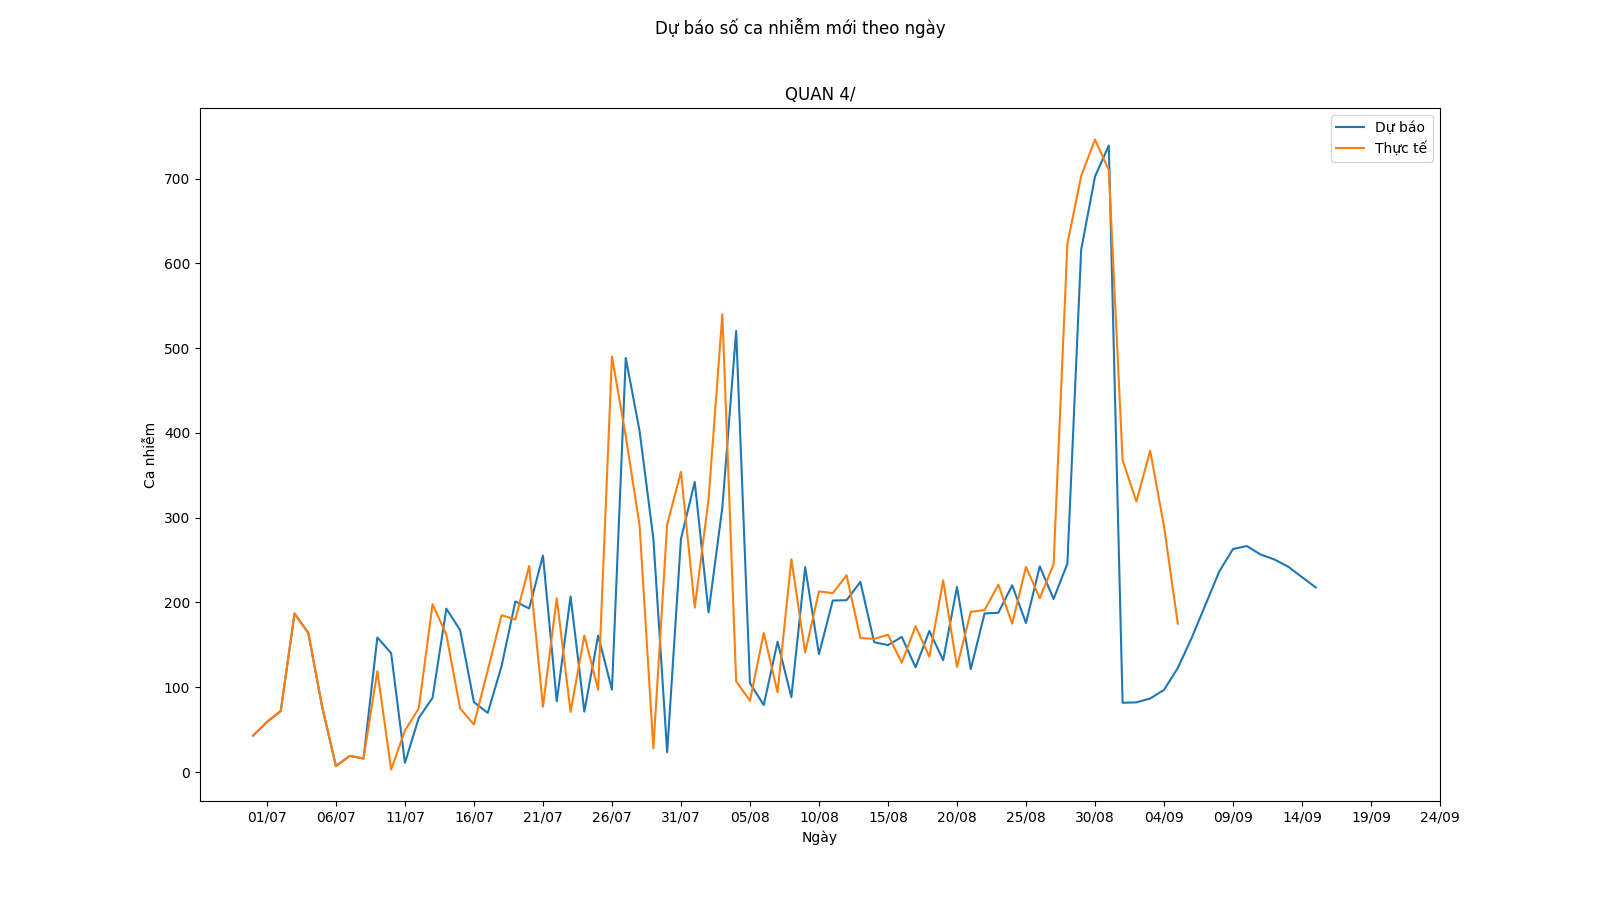 Dự báo số ca nhiễm mới theo ngày
QUAN 4/
Dự báo
Thực tế
700
600
500
400
300
200
100
0
Ca nhiễm
01/07 06/07 11/07 16/07 21/07 26/07 31/07 05/08 10/08 15/08 20/08 25/08 30/08 04/09 09/09 14/09 19/09 24/09
Ngày